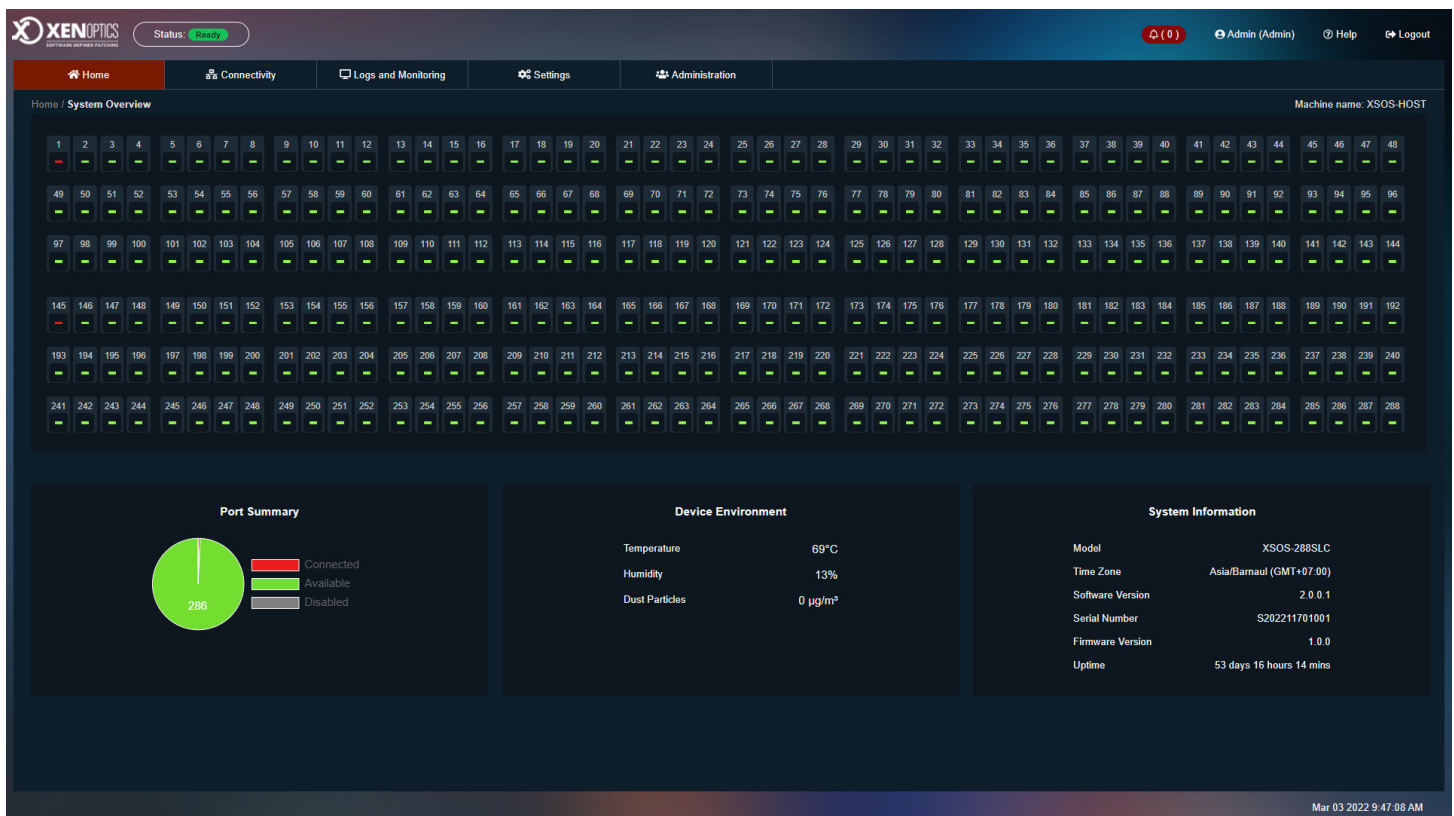 XENOPTICS
SOFTWARE DEFINED PATCHING
Status: Ready
( 0 ) Admin (Admin) Help Logout
Home Connectivity Logs and Monitoring Settings Administration
Home / System Overview
Machine name: XSOS-HOST
1 2 3 4 5 6 7 8 9 10 11 12 13 14 15 16 17 18 19 20 21 22 23 24 25 26 27 28 29 30 31 32 33 34 35 36 37 38 39 40 41 42 43 44 45 46 47 48
49 50 51 52 53 54 55 56 57 58 59 60 61 62 63 64 65 66 67 68 69 70 71 72 73 74 75 76 77 78 79 80 81 82 83 84 85 86 87 88 89 90 91 92 93 94 95 96
97 98 99 100 101 102 103 104 105 106 107 108 109 110 111 112 113 114 115 116 117 118 119 120 121 122 123 124 125 126 127 128 129 130 131 132 133 134 135 136 137 138 139 140 141 142 143 144
145 146 147 148 149 150 151 152 153 154 155 156 157 158 159 160 161 162 163 164 165 166 167 168 169 170 171 172 173 174 175 176 177 178 179 180 181 182 183 184 185 186 187 188 189 190 191 192
193 194 195 196 197 198 199 200 201 202 203 204 205 206 207 208 209 210 211 212 213 214 215 216 217 218 219 220 221 222 223 224 225 226 227 228 229 230 231 232 233 234 235 236 237 238 239 240
241 242 243 244 245 246 247 248 249 250 251 252 253 254 255 256 257 258 259 260 261 262 263 264 265 266 267 268 269 270 271 272 273 274 275 276 277 278 279 280 281 282 283 284 285 286 287 288
Port Summary
286
Connected
Available
Disabled
Device Environment
Temperature 69°C
Humidity 13%
Dust Particles 0 µg/m³
System Information
Model XSOS-288SLC
Time Zone Asia/Barnaul (GMT+07:00)
Software Version 2.0.0.1
Serial Number S202211701001
Firmware Version 1.0.0
Uptime 53 days 16 hours 14 mins
Mar 03 2022 9:47:08 AM